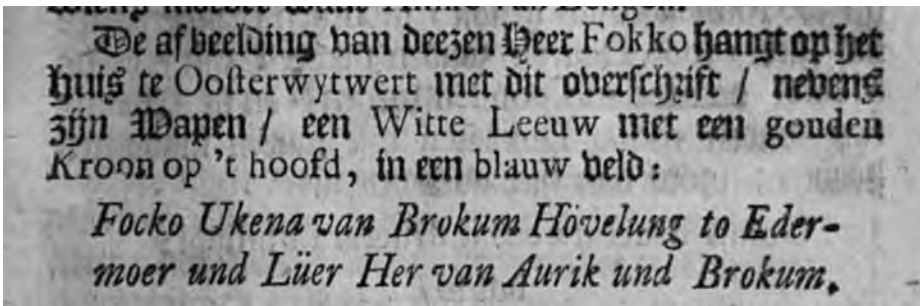 De afbeelding van deezen Heer Fokko hangt op het
huis te Oosterwytwert met dit overschrift / nevens
zijn Wapen / een Witte Leeuw met een gouden
Kroon op 't hoofd, in een blauw veld:
Focko Ukena van Brokum Hövelung to Eder-
moer und Lüer Her van Aurik und Brokum.